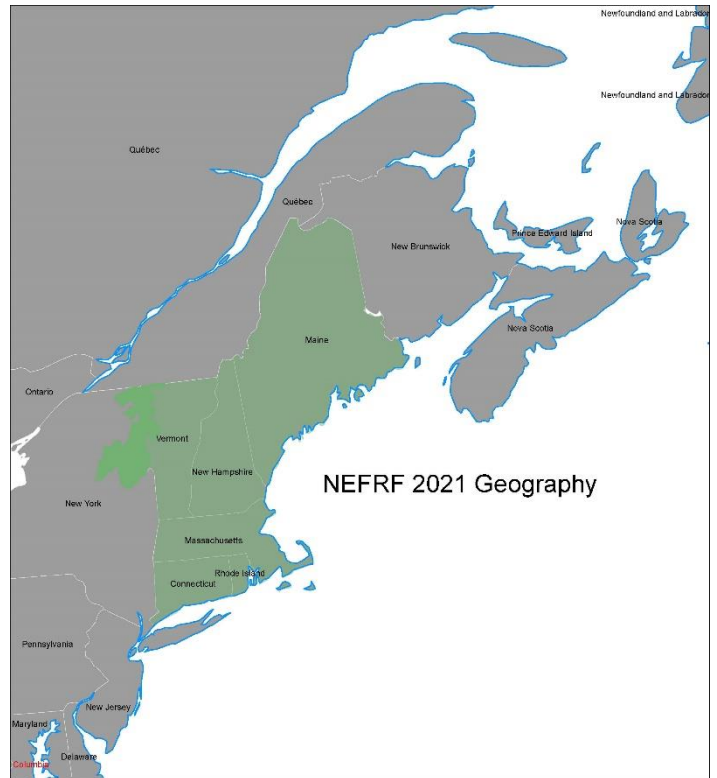 Newfoundland and Labrador
Newfoundland and Labrador
Québec
Québec
Nova Scotia
Prince Edward Island
New Brunswick
Nova Scotia
Maine
Ontario
Vermont
New Hampshire
NEFRF 2021 Geography
New York
Massachusetts
Rhode Island
Connecticut
Pennsylvania
New Jersey
Maryland
Delaware
Columbia